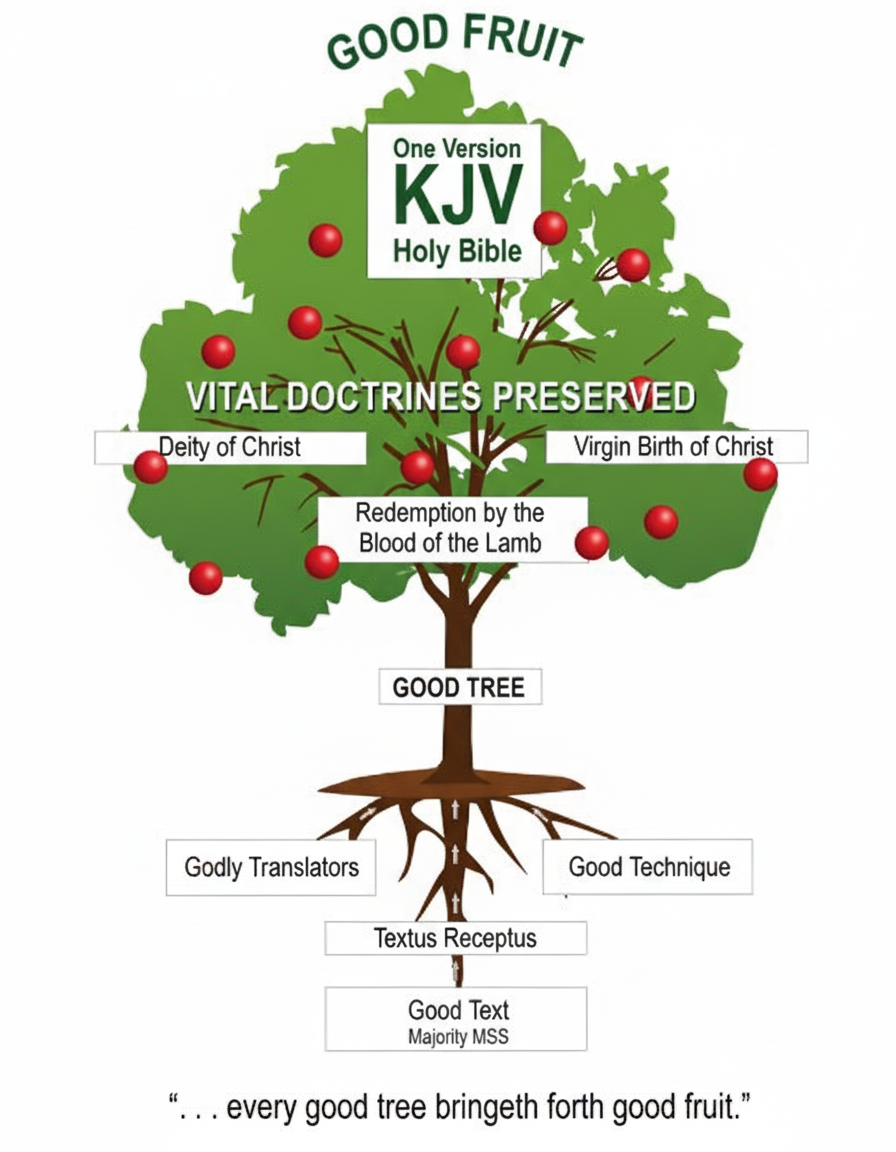 GOOD FRUIT
One Version
KJV
Holy Bible
VITAL DOCTRINES PRESERVED
Deity of Christ
Virgin Birth of Christ
Redemption by the
Blood of the Lamb
GOOD TREE
Godly Translators
Good Technique
Textus Receptus
Good Text
Majority MSS
“. . . every good tree bringeth forth good fruit.”